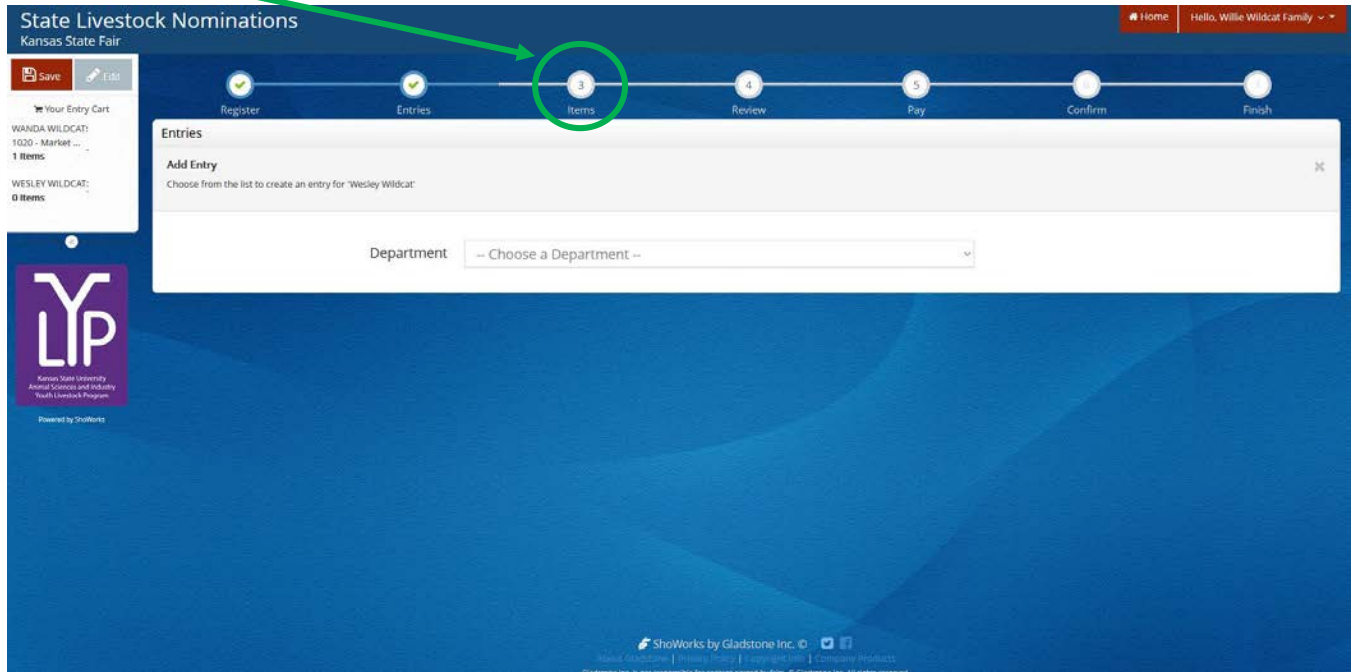 State Livestock Nominations
Kansas State Fair
Home
Hello, Willie Wildcat Family
Save
Edit
Your Entry Cart
WANDA WILDCAT:
1020 - Market ...
1 Items
WESLEY WILDCAT:
0 Items
Register
Entries
3
Items
4
Review
5
Pay
Confirm
Finish
Entries
Add Entry
Choose from the list to create an entry for 'Wesley Wildcat'
Department
-- Choose a Department --
YLP
Kansas State University
Animal Sciences and Industry
Youth Livestock Program
Powered by ShoWorks
ShoWorks by Gladstone Inc. ©
About Gladstone | Privacy Policy | Copyright Info | Company Products